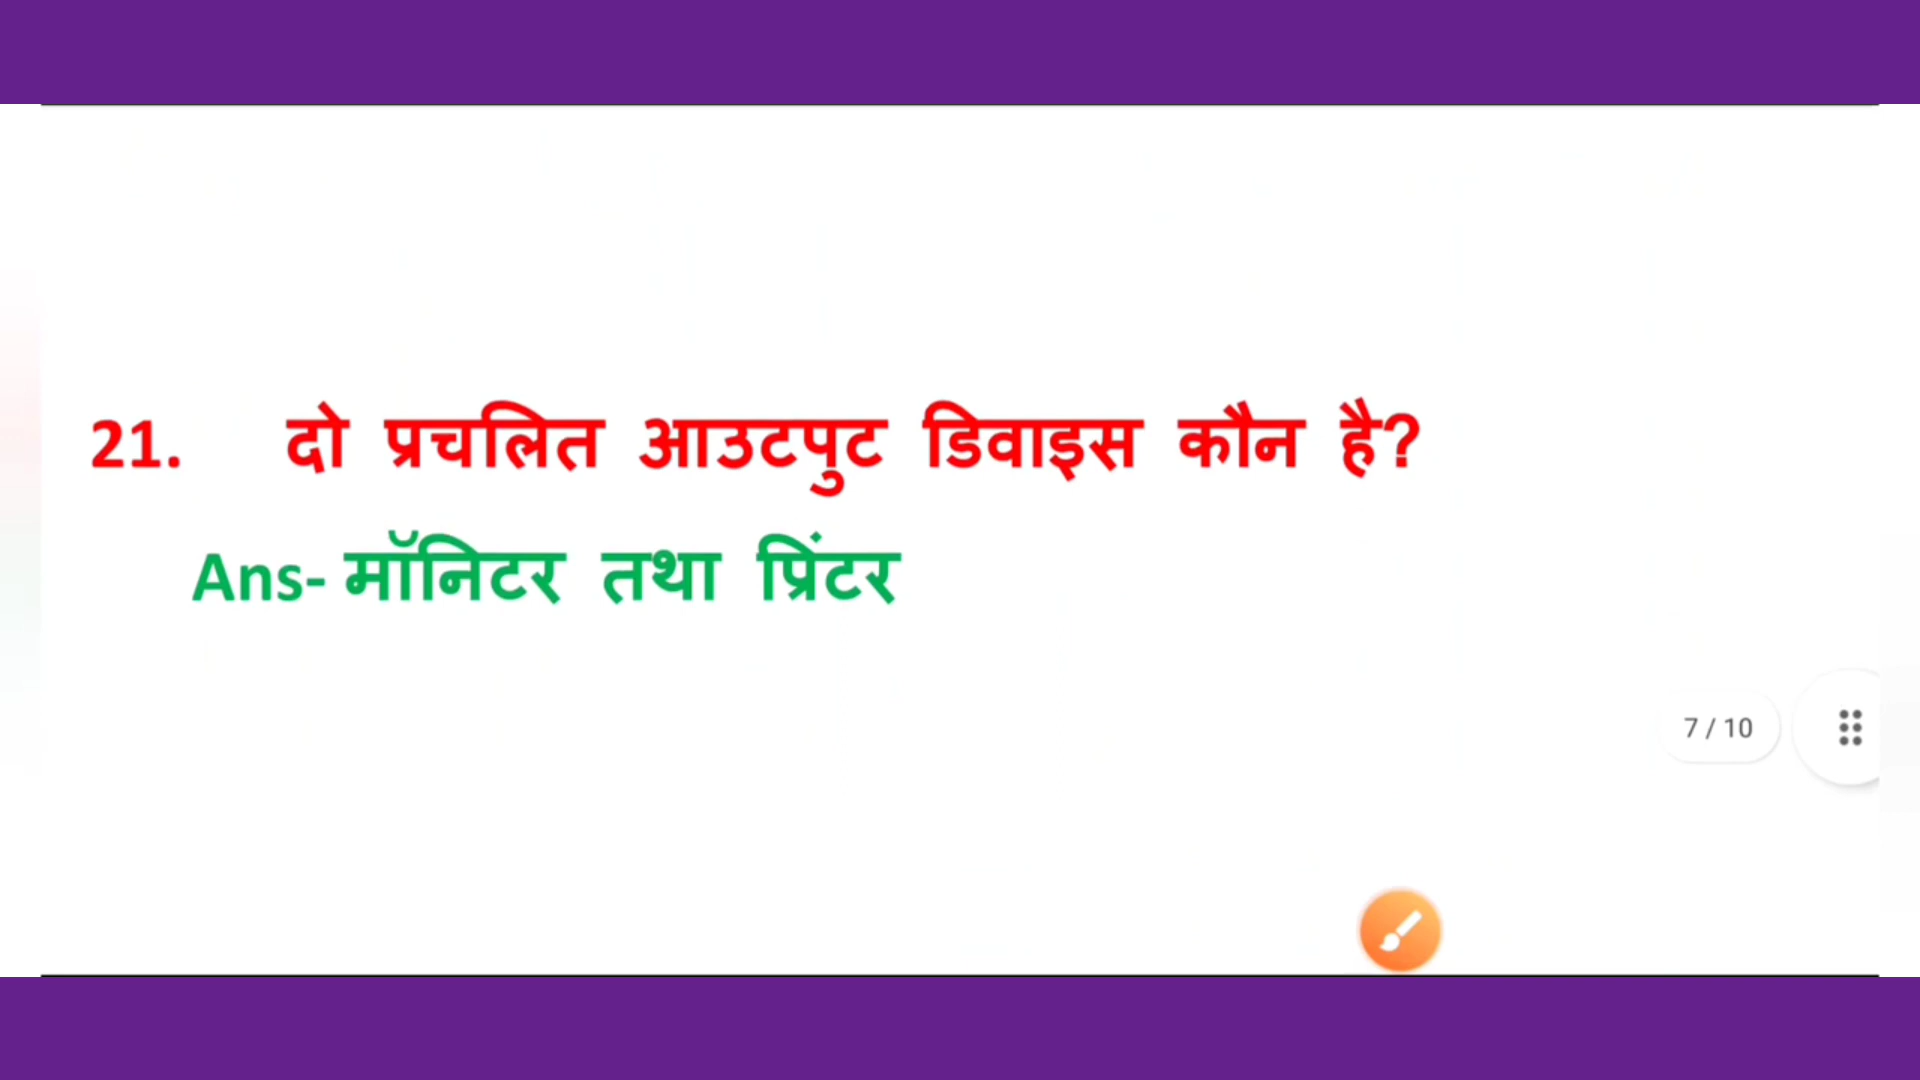 21. दो प्रचलित आउटपुट डिवाइस कौन है?
Ans- मॉनिटर तथा प्रिंटर
7 / 10